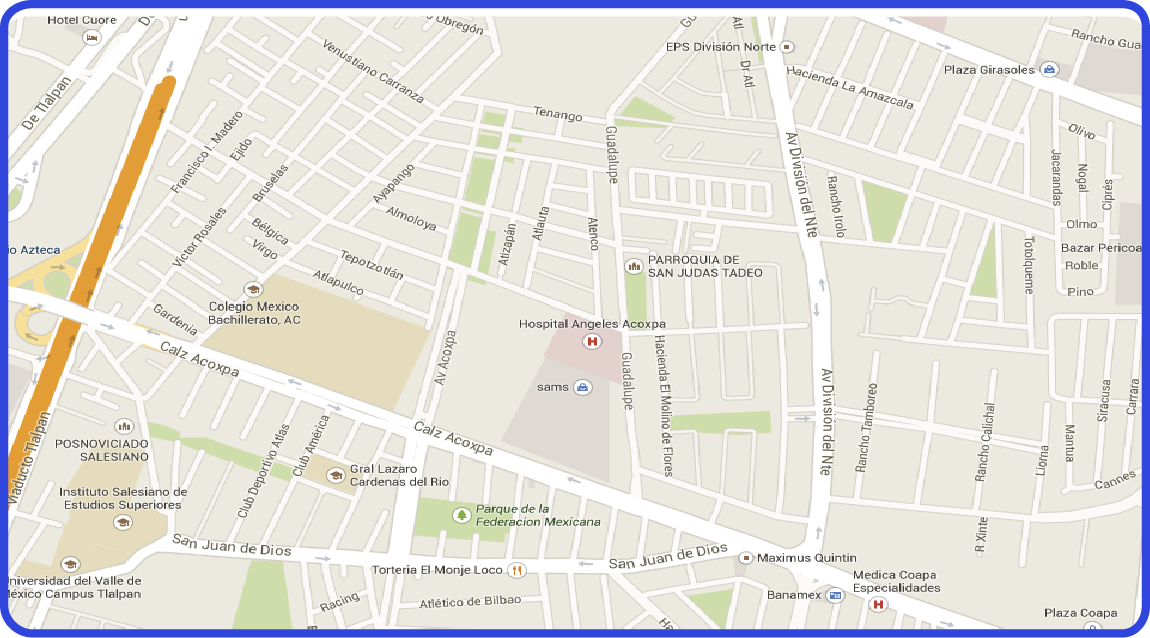 Hotel Cuore
Obregón
EPS División Norte
Rancho Gua
Venustiano Carranza
Atl
Dr Atl
Plaza Girasoles
De Tlalpan
Hacienda La Amazcala
Tenango
Francisco I. Madero
Ejido
Guadalupe
Av División del Nte
Olivo
Jacarandas
Nogal
Ciprés
Bruselas
Ayapango
Almoloya
Atlauta
Atizapán
Atenco
Rancho Irolo
Victor Rosales
Bélgica
Virgo
Olmo
io Azteca
Bazar Pericoa
Tepotzotlán
PARROQUIA DE
SAN JUDAS TADEO
Totolqueme
Roble
Atlapulco
Pino
Colegio Mexico
Bachillerato, AC
Gardenia
Hospital Angeles Acoxpa
Calz Acoxpa
Av Acoxpa
Guadalupe
Hacienda El Molino de Flores
sams
Av División del Nte
Rancho Tamboreo
Rancho Calichal
Siracusa
Carrara
Mantua
Llorna
Viaducto Tlalpan
POSNOVICIADO
SALESIANO
Club Deportivo Atlas
Club América
Calz Acoxpa
Gral Lazaro
Cardenas del Rio
Cannes
Instituto Salesiano de
Estudios Superiores
Parque de la
Federacion Mexicana
R Xinte
San Juan de Dios
San Juan de Dios
Maximus Quintin
Torteria El Monje Loco
Universidad del Valle de
México Campus Tlalpan
Medica Coapa
Especialidades
Banamex
Racing
Atlético de Bilbao
Plaza Coapa